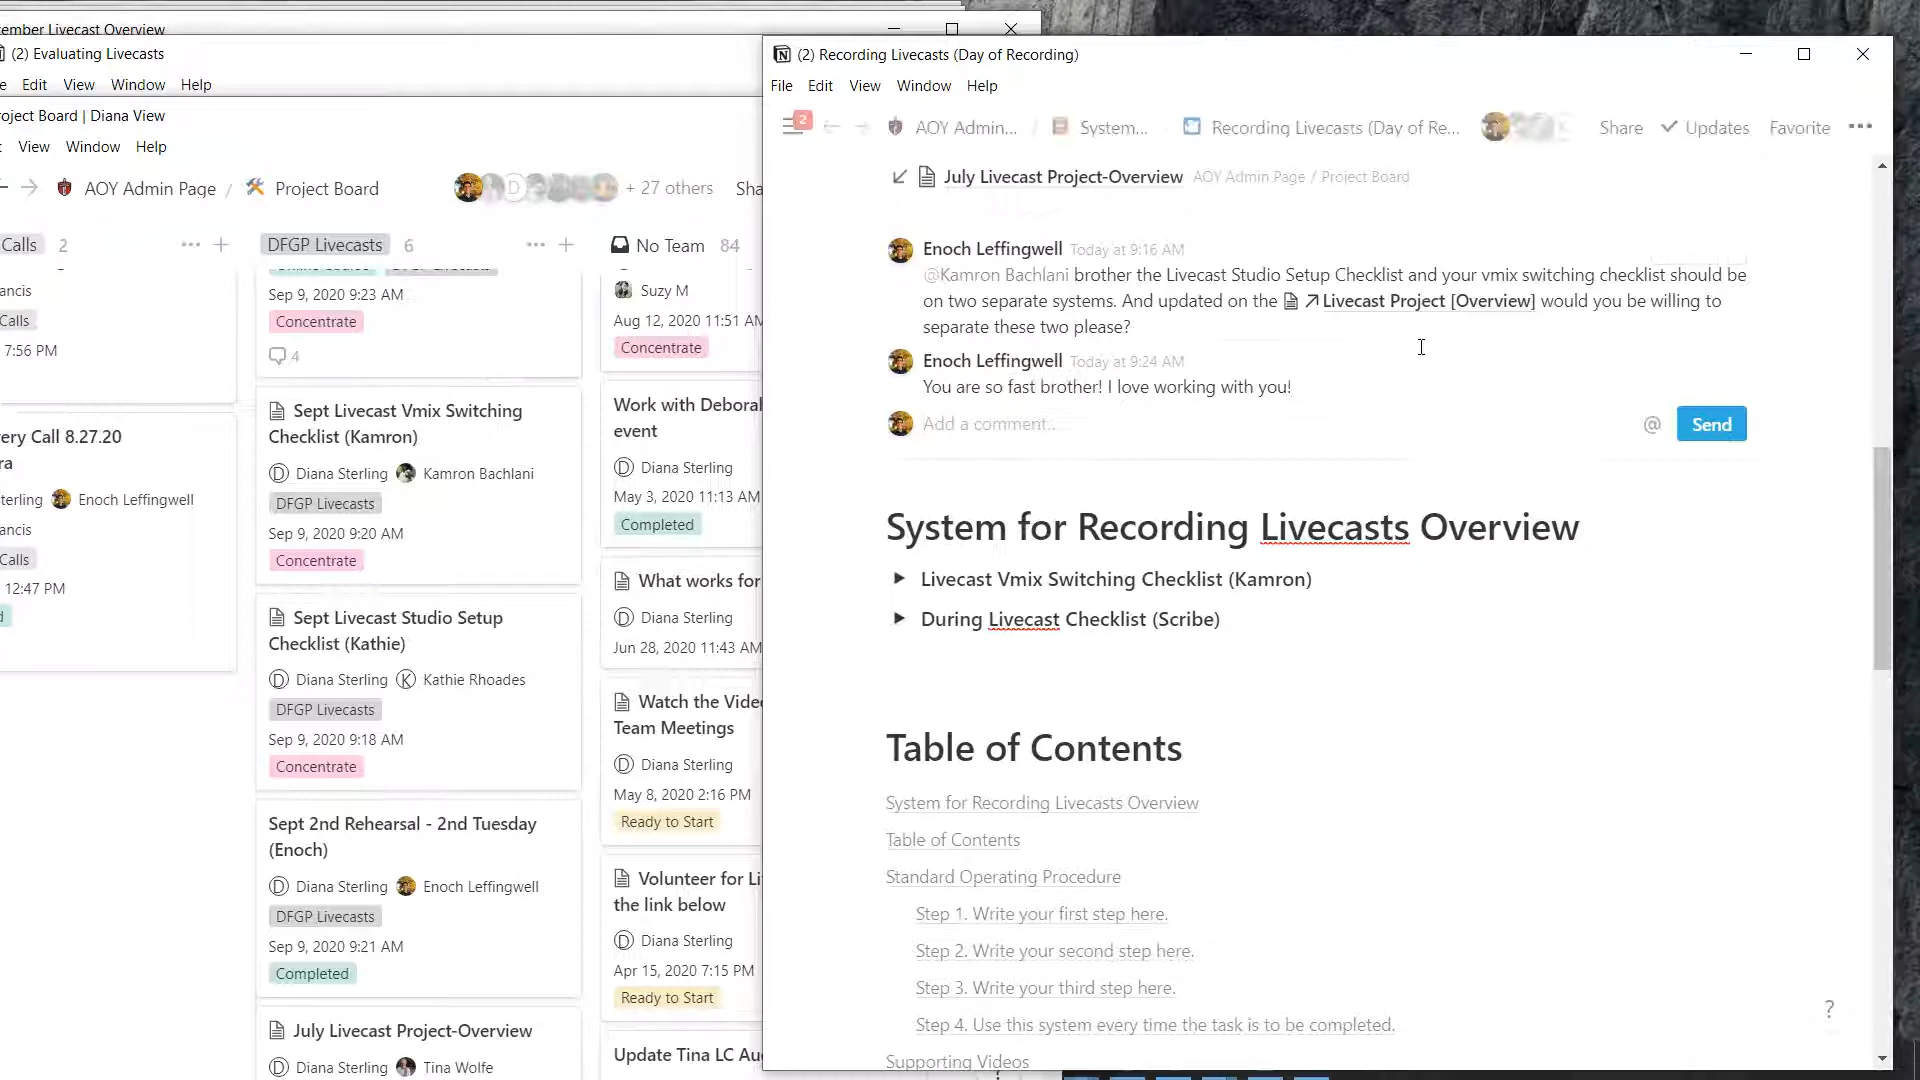 tember Livecast Overview
(2) Evaluating Livecasts
Edit View Window Help
roject Board | Diana View
View Window Help
AOY Admin Page / Project Board
D
+ 27 others Sha
Calls 2
ancis
Calls
7:56 PM
ery Call 8.27.20
ra
terling Enoch Leffingwell
ancis
Calls
12:47 PM
d
DFGP Livecasts 6
Sep 9, 2020 9:23 AM
Concentrate
4
Sept Livecast Vmix Switching
Checklist (Kamron)
D Diana Sterling Kamron Bachlani
DFGP Livecasts
Sep 9, 2020 9:20 AM
Concentrate
Sept Livecast Studio Setup
Checklist (Kathie)
D Diana Sterling K Kathie Rhoades
DFGP Livecasts
Sep 9, 2020 9:18 AM
Concentrate
Sept 2nd Rehearsal - 2nd Tuesday
(Enoch)
D Diana Sterling Enoch Leffingwell
DFGP Livecasts
Sep 9, 2020 9:21 AM
Completed
July Livecast Project-Overview
D Diana Sterling Tina Wolfe
No Team 84
Suzy M
Aug 12, 2020 11:51 AM
Concentrate
Work with Deborah
event
D Diana Sterling
May 3, 2020 11:13 AM
Completed
What works for
D Diana Sterling
Jun 28, 2020 11:43 AM
Watch the Vide
Team Meetings
D Diana Sterling
May 8, 2020 2:16 PM
Ready to Start
Volunteer for Li
the link below
D Diana Sterling
Apr 15, 2020 7:15 PM
Ready to Start
Update Tina LC Au
(2) Recording Livecasts (Day of Recording)
File Edit View Window Help
2
AOY Admin... / System... / Recording Livecasts (Day of Re...
Share Updates Favorite
July Livecast Project-Overview AOY Admin Page / Project Board
Enoch Leffingwell Today at 9:16 AM
@Kamron Bachlani brother the Livecast Studio Setup Checklist and your vmix switching checklist should be
on two separate systems. And updated on the Livecast Project [Overview] would you be willing to
separate these two please?
Enoch Leffingwell Today at 9:24 AM
You are so fast brother! I love working with you!
Add a comment...
@ Send
System for Recording Livecasts Overview
Livecast Vmix Switching Checklist (Kamron)
During Livecast Checklist (Scribe)
Table of Contents
System for Recording Livecasts Overview
Table of Contents
Standard Operating Procedure
Step 1. Write your first step here.
Step 2. Write your second step here.
Step 3. Write your third step here.
Step 4. Use this system every time the task is to be completed.
Supporting Videos
?